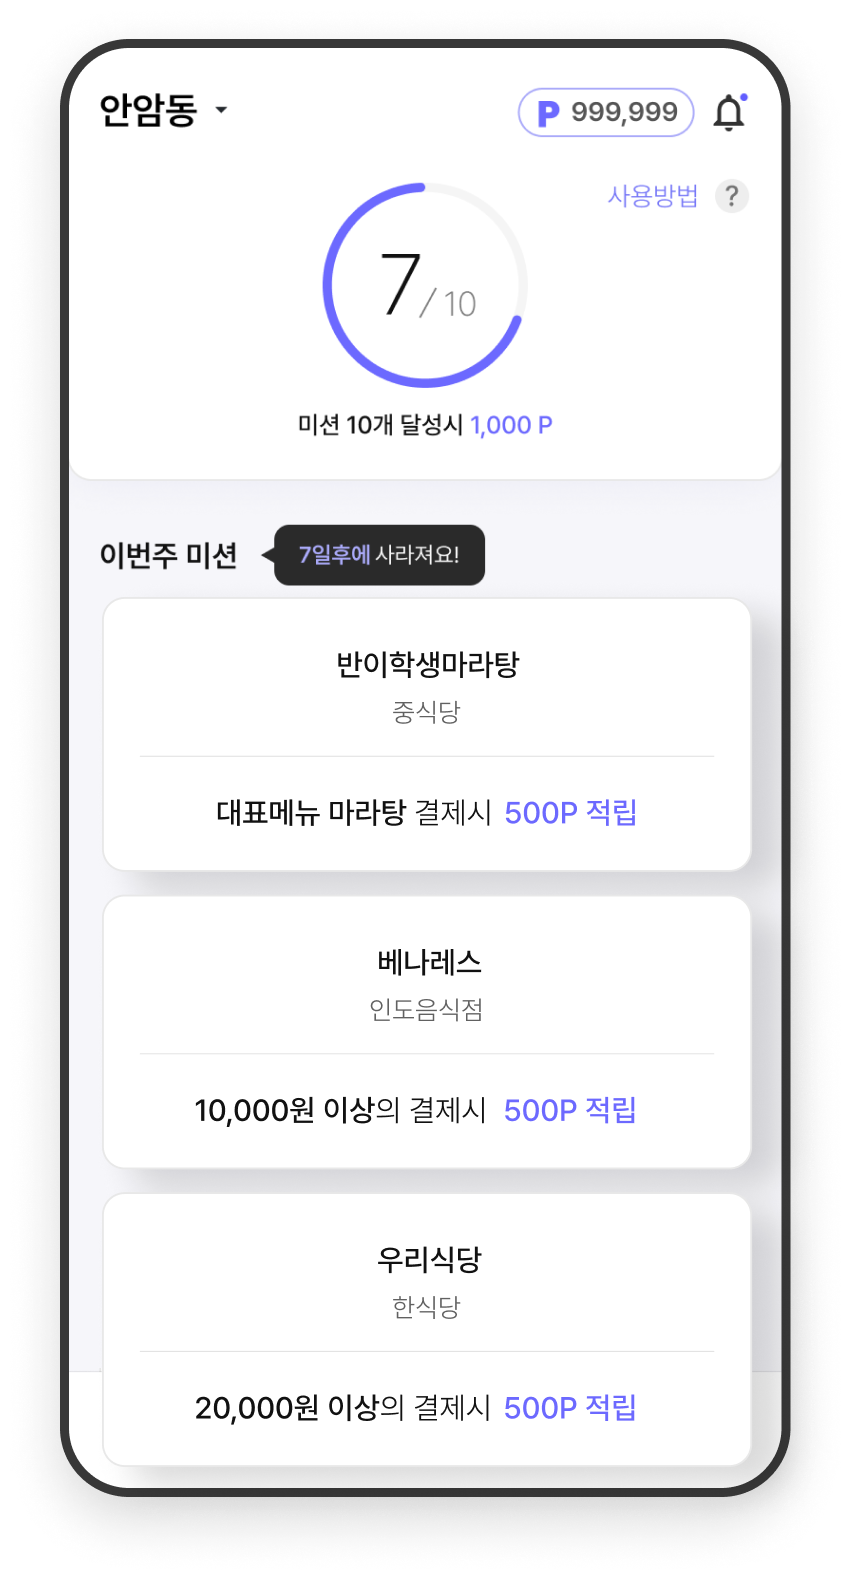 안암동
P 999,999
사용방법 ?
7 / 10
미션 10개 달성시 1,000 P
이번주 미션
7일후에 사라져요!
반이학생마라탕
중식당
대표메뉴 마라탕 결제시 500P 적립
베나레스
인도음식점
10,000원 이상의 결제시 500P 적립
우리식당
한식당
20,000원 이상의 결제시 500P 적립